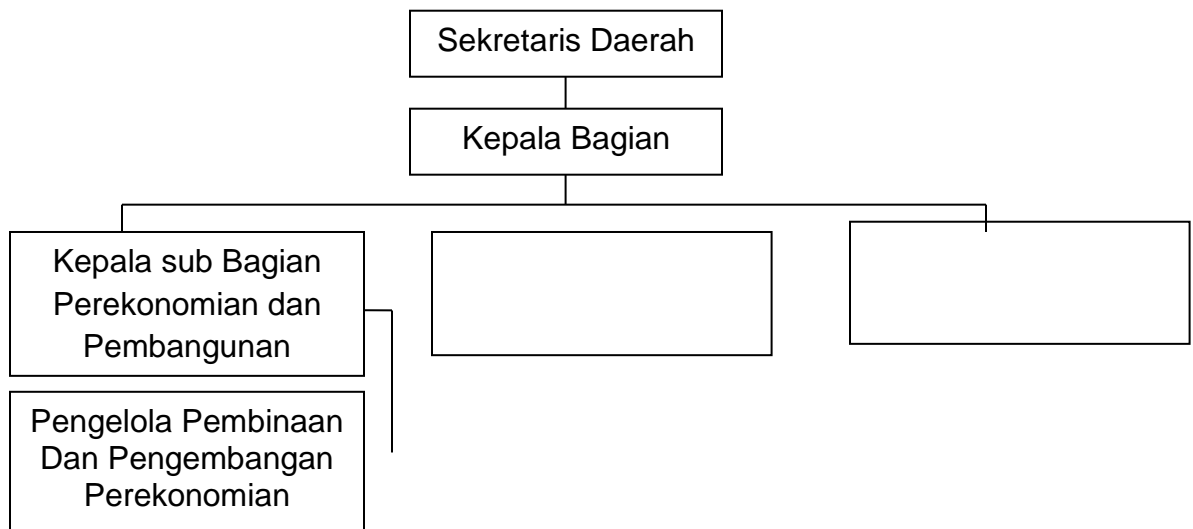 Sekretaris Daerah
Kepala Bagian
Kepala sub Bagian
Perekonomian dan
Pembangunan
Pengelola Pembinaan
Dan Pengembangan
Perekonomian